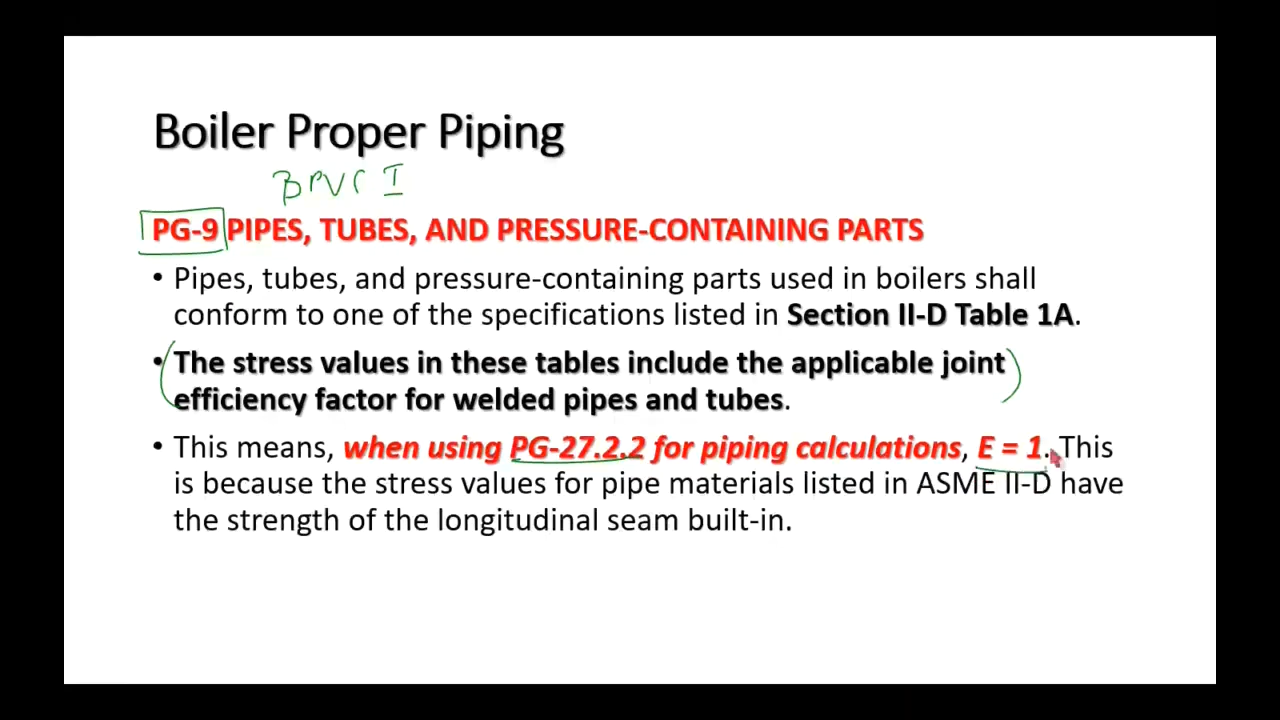 Boiler Proper Piping
BPVC I
PG-9 PIPES, TUBES, AND PRESSURE-CONTAINING PARTS
• Pipes, tubes, and pressure-containing parts used in boilers shall
conform to one of the specifications listed in Section II-D Table 1A.
• The stress values in these tables include the applicable joint
efficiency factor for welded pipes and tubes.
• This means, when using PG-27.2.2 for piping calculations, E = 1. This
is because the stress values for pipe materials listed in ASME II-D have
the strength of the longitudinal seam built-in.